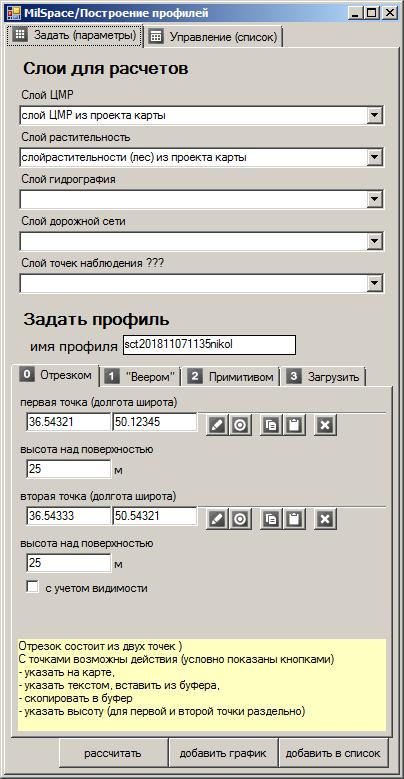 MilSpace/Построение профилей
Задать (параметры) Управление (список)
Слои для расчетов
Слой ЦМР
слой ЦМР из проекта карты
Слой растительность
слойрастительности (лес) из проекта карты
Слой гидрография
Слой дорожной сети
Слой точек наблюдения ???
Задать профиль
имя профиля sct201811071135nikol
0 Отрезком 1 "Веером" 2 Примитивом 3 Загрузить
первая точка (долгота широта)
36.54321 50.12345
высота над поверхностью
25 м
вторая точка (долгота широта)
36.54333 50.54321
высота над поверхностью
25 м
с учетом видимости
Отрезок состоит из двух точек )
С точками возможны действия (условно показаны кнопками)
- указать на карте,
- указать текстом, вставить из буфера,
- скопировать в буфер
- указать высоту (для первой и второй точки раздельно)
рассчитать добавить график добавить в список